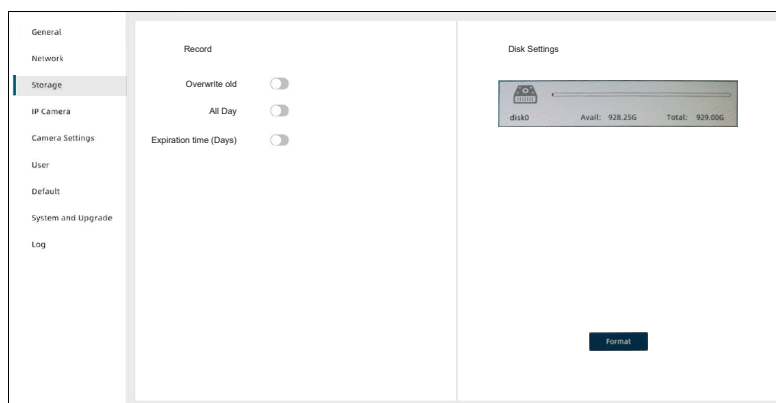 General
Network
Storage
IP Camera
Camera Settings
User
Default
System and Upgrade
Log
Record
Overwrite old
All Day
Expiration time (Days)
Disk Settings
disk0 Avail: 928.25G Total: 929.00G
Format